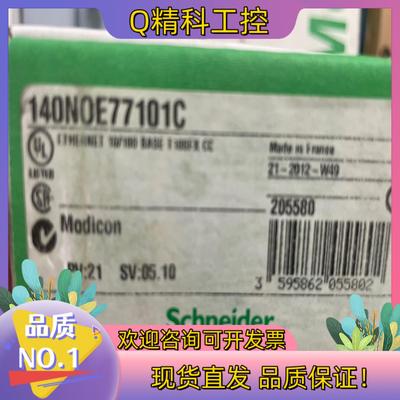 Q精科工控
140NOE77101C
ETHERNET 10/100 BASE T 100FX CC
Made in France
21-2012-W49
UL
LISTED
205580
Modicon
PV:21 SV:05.10
3 595862 055802
Schneider
品质
NO.1
欢迎咨询可开发票
现货直发 品质保证!